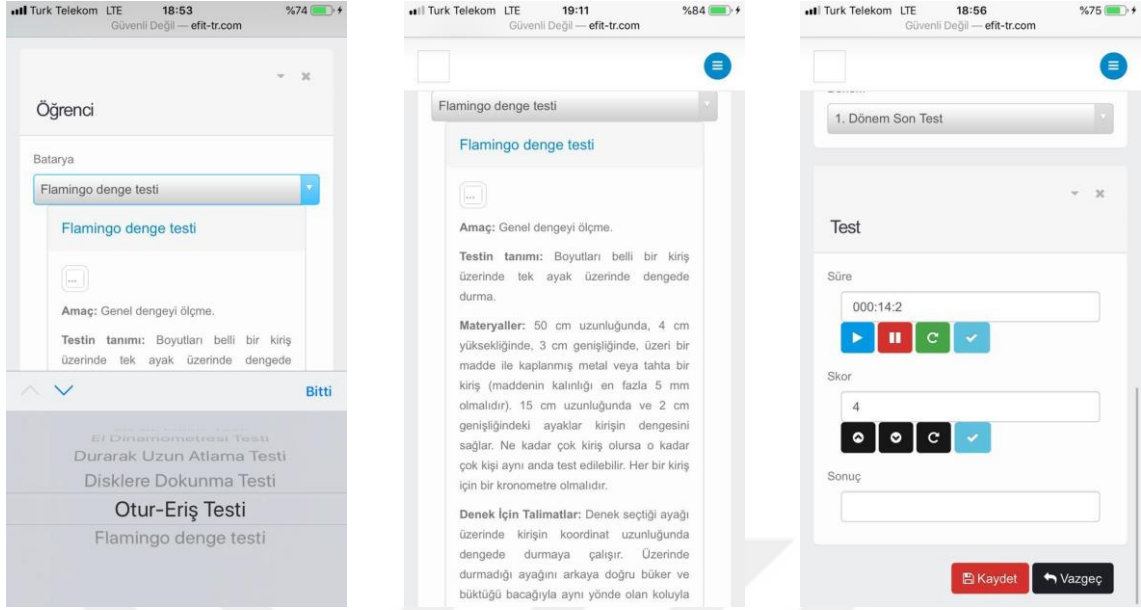 Turk Telekom LTE 18:53 %74
Güvenli Değil — efit-tr.com
Öğrenci
Batarya
Flamingo denge testi
Flamingo denge testi
...
Amaç: Genel dengeyi ölçme.
Testin tanımı: Boyutları belli bir kiriş
üzerinde tek ayak üzerinde dengede
Bitti
El Dinamometresi Testi
Durarak Uzun Atlama Testi
Disklere Dokunma Testi
Otur-Eriş Testi
Flamingo denge testi
Turk Telekom LTE 19:11 %84
Güvenli Değil — efit-tr.com
Flamingo denge testi
Flamingo denge testi
...
Amaç: Genel dengeyi ölçme.
Testin tanımı: Boyutları belli bir kiriş
üzerinde tek ayak üzerinde dengede
durma.
Materyaller: 50 cm uzunluğunda, 4 cm
yüksekliğinde, 3 cm genişliğinde, üzeri bir
madde ile kaplanmış metal veya tahta bir
kiriş (maddenin kalınlığı en fazla 5 mm
olmalıdır). 15 cm uzunluğunda ve 2 cm
genişliğindeki ayaklar kirişin dengesini
sağlar. Ne kadar çok kiriş olursa o kadar
çok kişi aynı anda test edilebilir. Her bir kiriş
için bir kronometre olmalıdır.
Denek İçin Talimatlar: Denek seçtiği ayağı
üzerinde kirişin koordinat uzunluğunda
dengede durmaya çalışır. Üzerinde
durmadığı ayağını arkaya doğru büker ve
büktüğü bacağıyla aynı yönde olan koluyla
Turk Telekom LTE 18:56 %75
Güvenli Değil — efit-tr.com
1. Dönem Son Test
Test
Süre
000:14:2
Skor
4
Sonuç
Kaydet Vazgeç